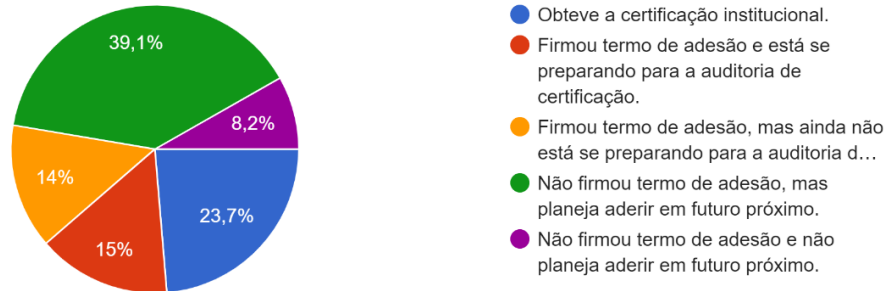 39,1%
8,2%
14%
23,7%
15%
Obteve a certificação institucional.
Firmou termo de adesão e está se
preparando para a auditoria de
certificação.
Firmou termo de adesão, mas ainda não
está se preparando para a auditoria d…
Não firmou termo de adesão, mas
planeja aderir em futuro próximo.
Não firmou termo de adesão e não
planeja aderir em futuro próximo.